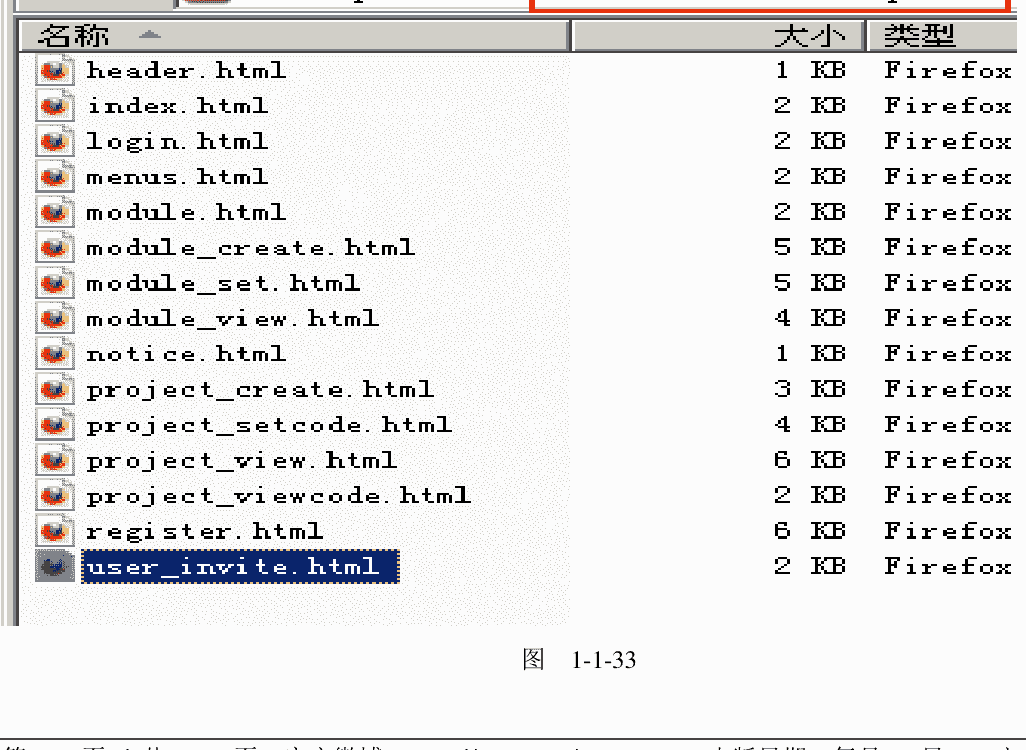 名称 大小 类型
header.html 1 KB Firefox
index.html 2 KB Firefox
login.html 2 KB Firefox
menus.html 2 KB Firefox
module.html 2 KB Firefox
module_create.html 5 KB Firefox
module_set.html 5 KB Firefox
module_view.html 4 KB Firefox
notice.html 1 KB Firefox
project_create.html 3 KB Firefox
project_setcode.html 4 KB Firefox
project_view.html 6 KB Firefox
project_viewcode.html 2 KB Firefox
register.html 6 KB Firefox
user_invite.html 2 KB Firefox
图 1-1-33